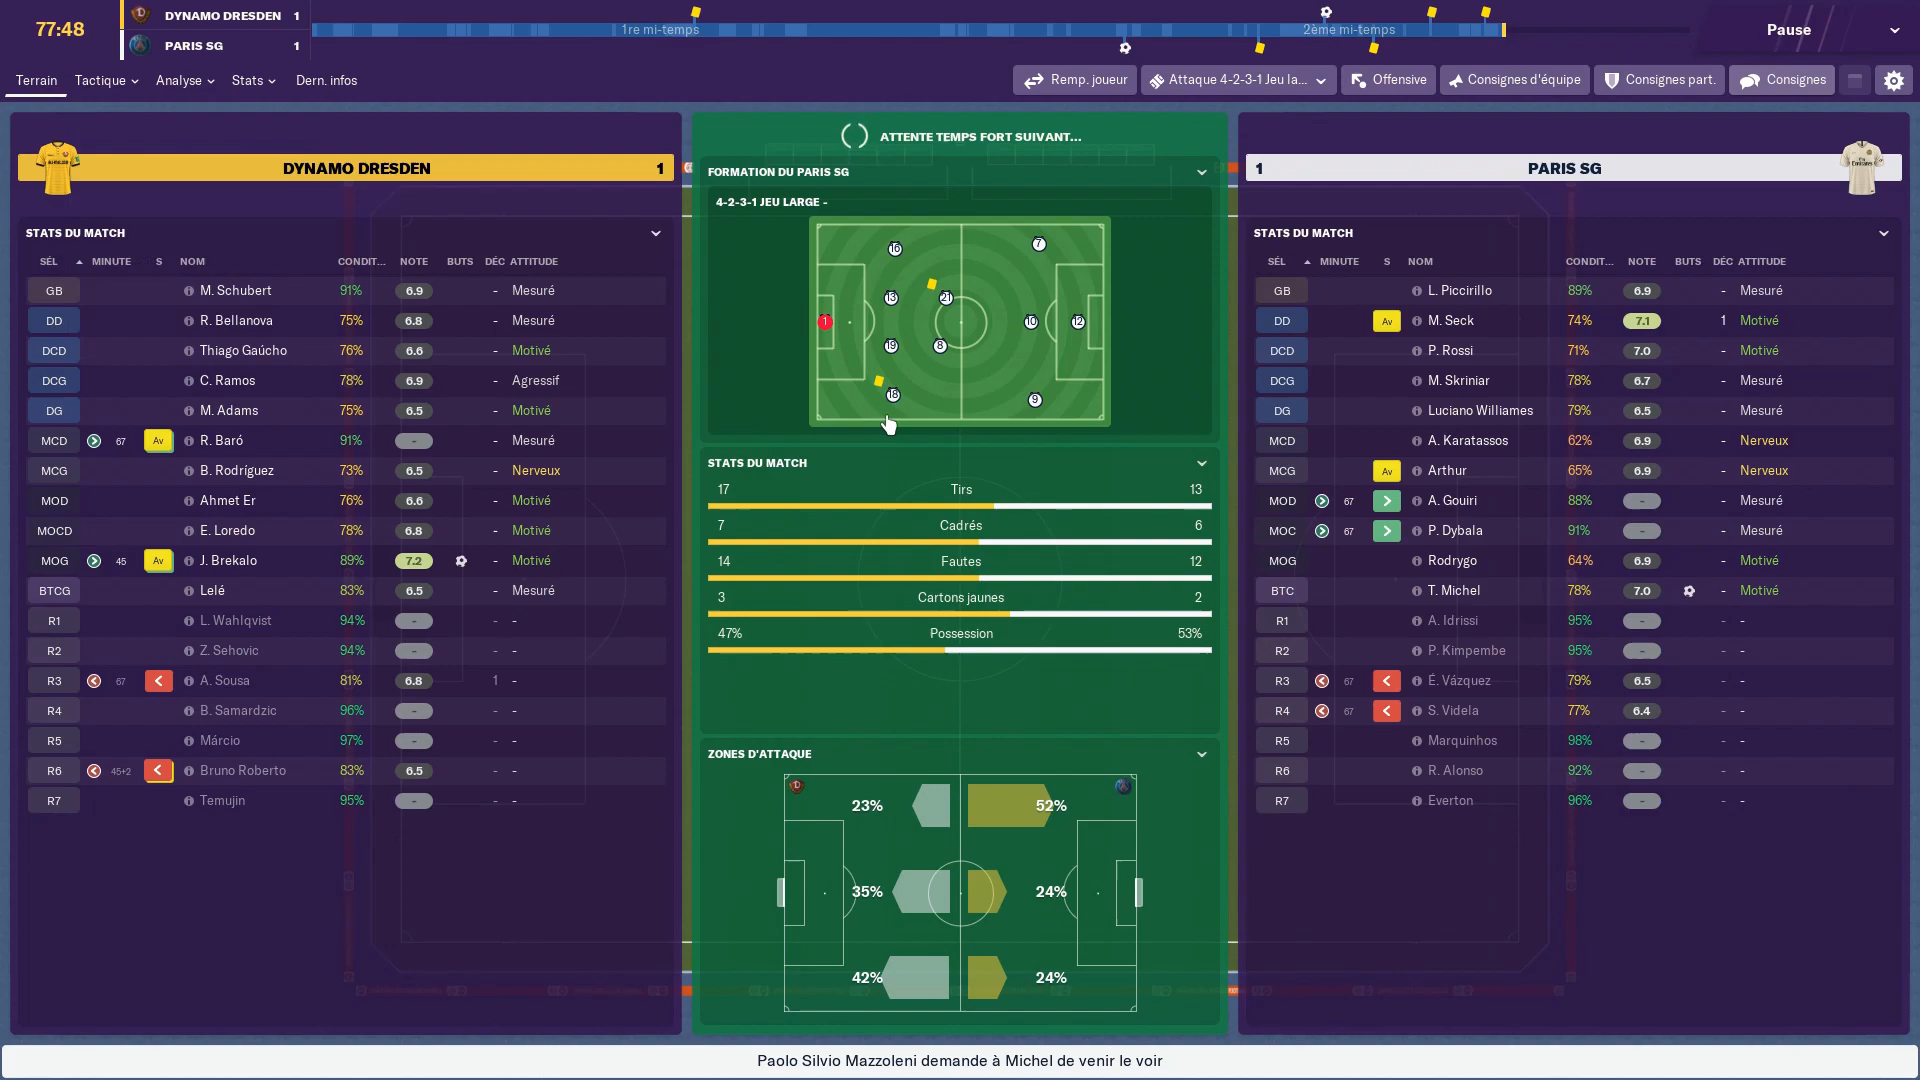 77:48
DYNAMO DRESDEN 1
PARIS SG 1
1re mi-temps 2ème mi-temps
Pause
Terrain Tactique Analyse Stats Dern. infos
Remp. joueur Attaque 4-2-3-1 Jeu la... Offensive Consignes d'équipe Consignes part. Consignes
DYNAMO DRESDEN 1
STATS DU MATCH
SÉL MINUTE S NOM CONDIT... NOTE BUTS DÉC ATTITUDE
GB M. Schubert 91% 6.9 - Mesuré
DD R. Bellanova 75% 6.8 - Mesuré
DCD Thiago Gaúcho 76% 6.6 - Motivé
DCG C. Ramos 78% 6.9 - Agressif
DG M. Adams 75% 6.5 - Motivé
MCD 67 Av R. Baró 91% - - Mesuré
MCG B. Rodríguez 73% 6.5 - Nerveux
MOD Ahmet Er 76% 6.6 - Motivé
MOCD E. Loredo 78% 6.8 - Motivé
MOG 45 Av J. Brekalo 89% 7.2 - Motivé
BTCG Lelé 83% 6.5 - Mesuré
R1 L. Wahlqvist 94% - - -
R2 Z. Sehovic 94% - - -
R3 67 A. Sousa 81% 6.8 1 -
R4 B. Samardzic 96% - - -
R5 Márcio 97% - - -
R6 45+2 Bruno Roberto 83% 6.5 - -
R7 Temujin 95% - - -
ATTENTE TEMPS FORT SUIVANT...
FORMATION DU PARIS SG
4-2-3-1 JEU LARGE -
16 7
13 21
1 10 12
19 8
18 9
STATS DU MATCH
17 Tirs 13
7 Cadrés 6
14 Fautes 12
3 Cartons jaunes 2
47% Possession 53%
ZONES D'ATTAQUE
23% 52%
35% 24%
42% 24%
1 PARIS SG
STATS DU MATCH
SÉL MINUTE S NOM CONDIT... NOTE BUTS DÉC ATTITUDE
GB L. Piccirillo 89% 6.9 - Mesuré
DD Av M. Seck 74% 7.1 1 Motivé
DCD P. Rossi 71% 7.0 - Motivé
DCG M. Skriniar 78% 6.7 - Mesuré
DG Luciano Williames 79% 6.5 - Mesuré
MCD A. Karatassos 62% 6.9 - Nerveux
MCG Av Arthur 65% 6.9 - Nerveux
MOD 67 A. Gouiri 88% - - Mesuré
MOC 67 P. Dybala 91% - - Mesuré
MOG Rodrygo 64% 6.9 - Motivé
BTC T. Michel 78% 7.0 - Motivé
R1 A. Idrissi 95% - - -
R2 P. Kimpembe 95% - - -
R3 67 É. Vázquez 79% 6.5 - -
R4 67 S. Videla 77% 6.4 - -
R5 Marquinhos 98% - - -
R6 R. Alonso 92% - - -
R7 Everton 96% - - -
Paolo Silvio Mazzoleni demande à Michel de venir le voir